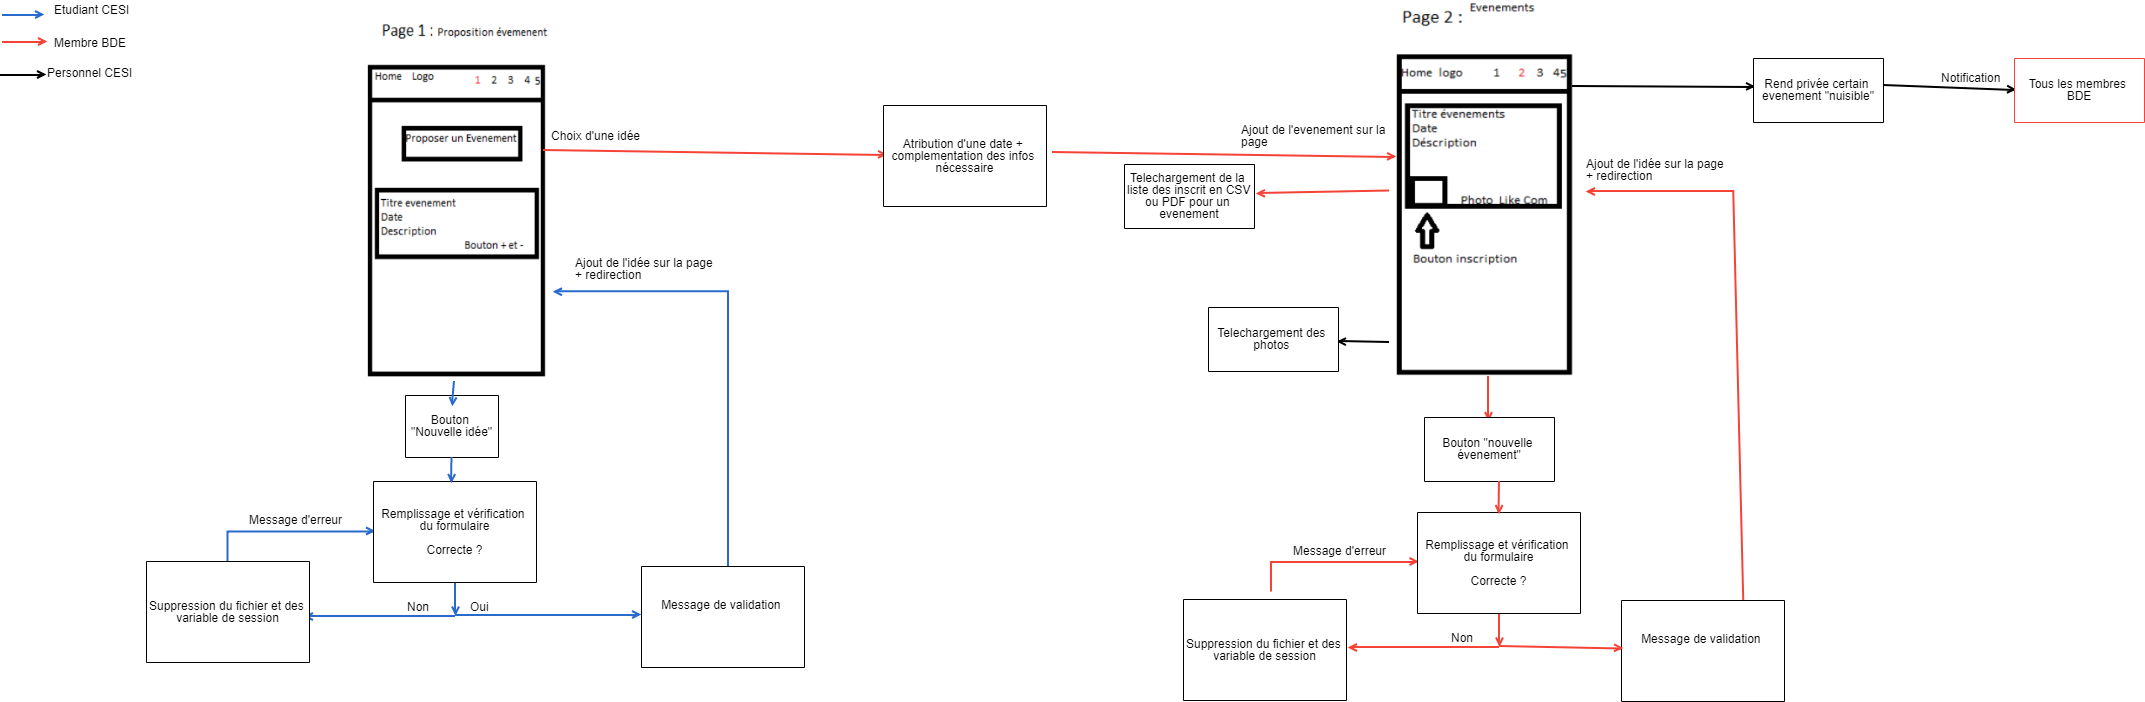 Etudiant CESI
Membre BDE
Personnel CESI
Page 1 : Proposition évemenent
Home Logo 1 2 3 4 5
Proposer un Evenement
Titre evenement
Date
Description
Bouton + et -
Choix d'une idée
Atribution d'une date +
complementation des infos
nécessaire
Ajout de l'idée sur la page
+ redirection
Bouton
"Nouvelle idée"
Remplissage et vérification
du formulaire
Correcte ?
Message d'erreur
Non
Oui
Suppression du fichier et des
variable de session
Message de validation
Page 2 : Evenements
Home logo 1 2 3 45
Titre évenements
Date
Déscription
Photo Like Com
Bouton inscription
Ajout de l'evenement sur la
page
Telechargement de la
liste des inscrit en CSV
ou PDF pour un
evenement
Telechargement des
photos
Rend privée certain
evenement "nuisible"
Notification
Tous les membres
BDE
Ajout de l'idée sur la page
+ redirection
Bouton "nouvelle
évenement"
Remplissage et vérification
du formulaire
Correcte ?
Message d'erreur
Non
Suppression du fichier et des
variable de session
Message de validation